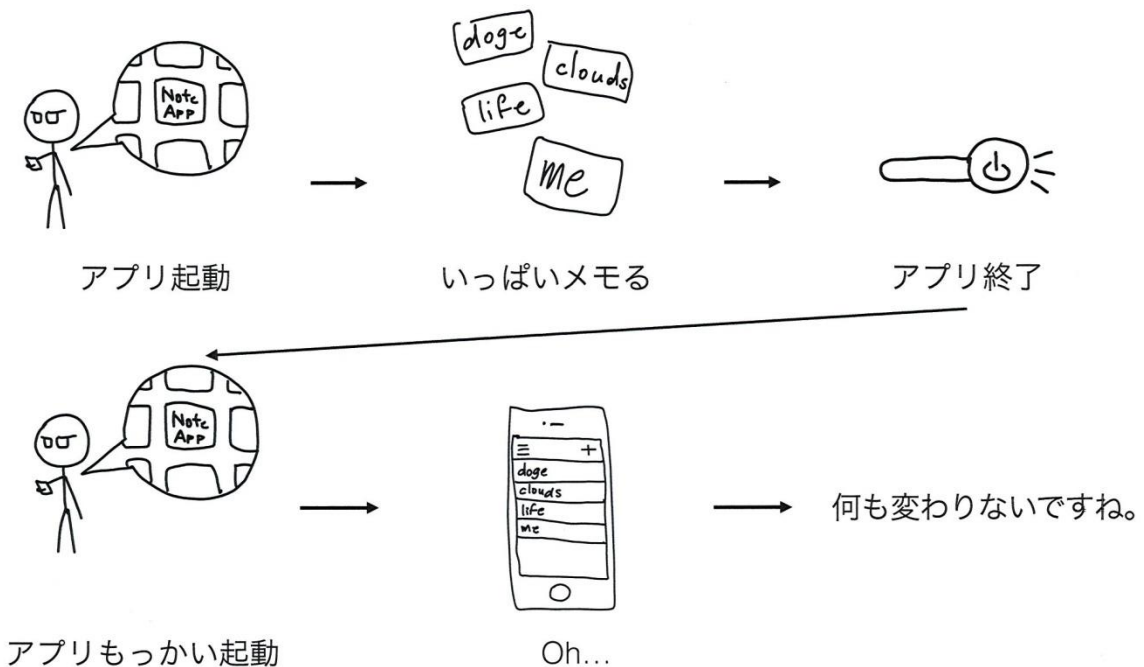 Note
App
doge
clouds
life
me
アプリ起動
いっぱいメモる
アプリ終了
Note
App
doge
clouds
life
me
何も変わりないですね。
アプリもっかい起動
Oh...